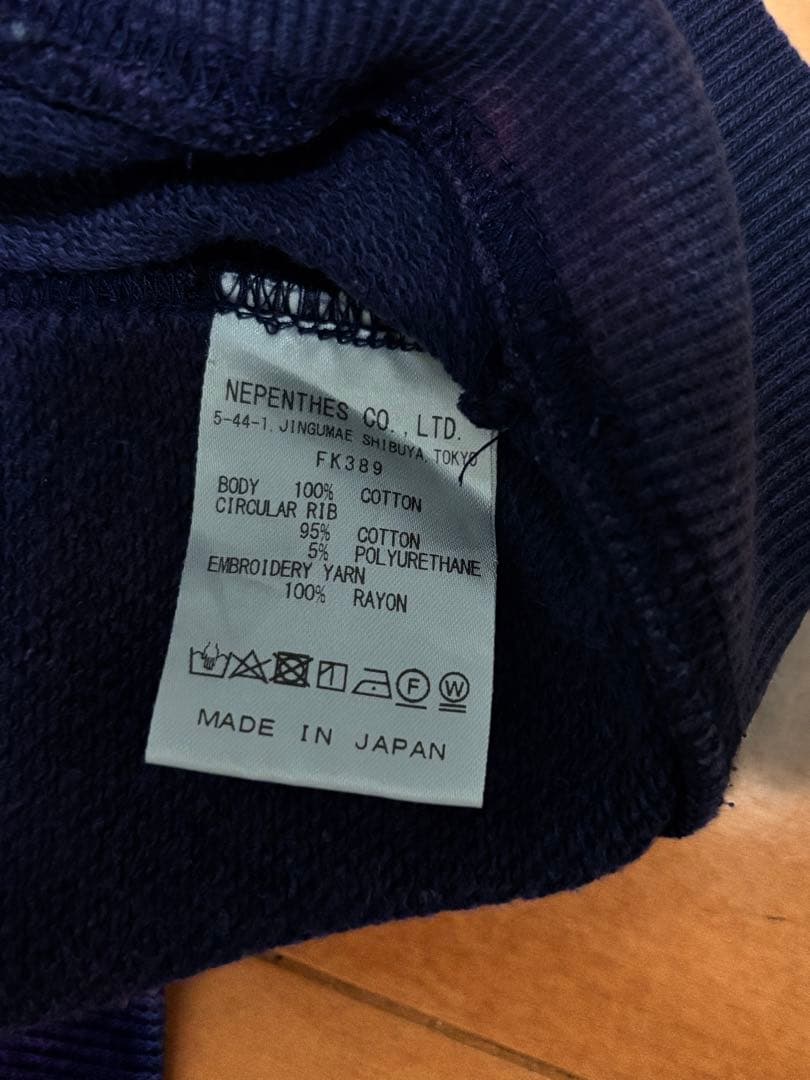 NEPENTHES CO.,LTD.
5-44-1, JINGUMAE SHIBUYA, TOKYO
FK389
BODY 100% COTTON
CIRCULAR RIB
95% COTTON
5% POLYURETHANE
EMBROIDERY YARN
100% RAYON
F W
MADE IN JAPAN